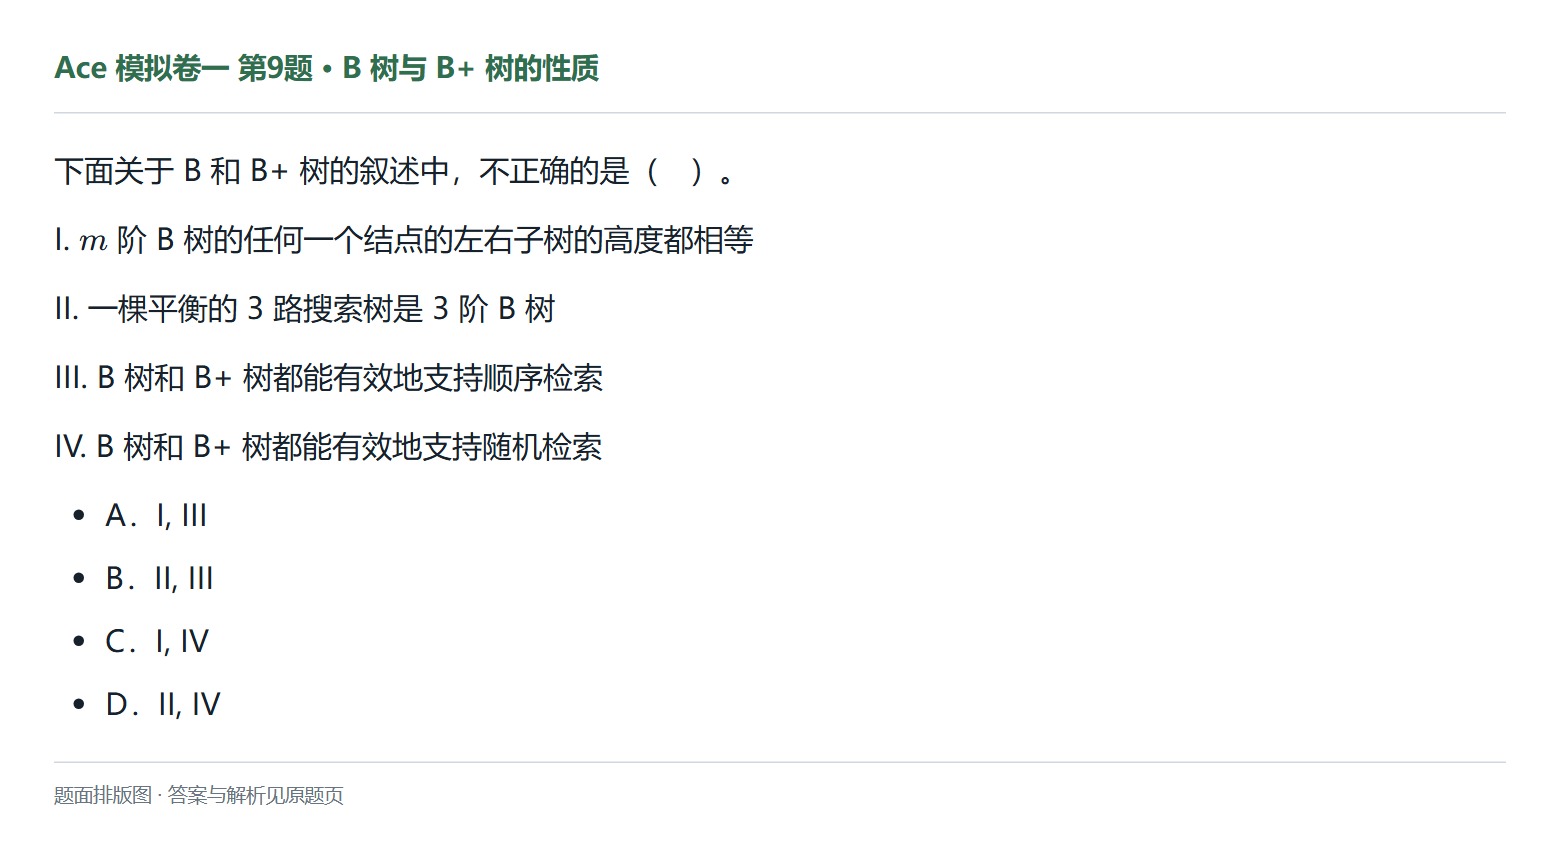 Ace 模拟卷一 第9题 • B 树与 B+ 树的性质
下面关于 B 和 B+ 树的叙述中，不正确的是（　）。
I. m 阶 B 树的任何一个结点的左右子树的高度都相等
II. 一棵平衡的 3 路搜索树是 3 阶 B 树
III. B 树和 B+ 树都能有效地支持顺序检索
IV. B 树和 B+ 树都能有效地支持随机检索
• A．I, III
• B．II, III
• C．I, IV
• D．II, IV
题面排版图 · 答案与解析见原题页